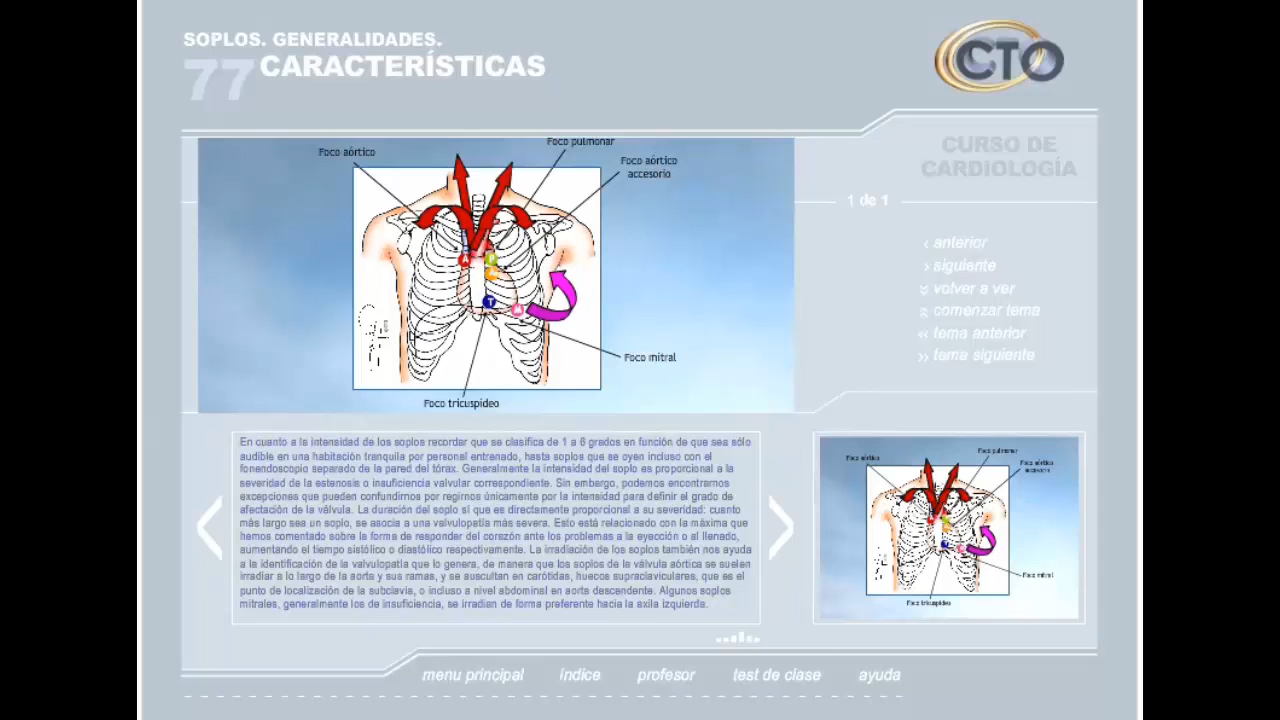 SOPLOS. GENERALIDADES.
77 CARACTERÍSTICAS
CTO
CURSO DE
CARDIOLOGÍA
1 de 1
‹ anterior
› siguiente
volver a ver
comenzar tema
‹‹ tema anterior
›› tema siguiente
Foco pulmonar
Foco aórtico
Foco aórtico
accesorio
A
P
T
M
Foco mitral
Foco tricuspídeo
En cuanto a la intensidad de los soplos recordar que se clasifica de 1 a 6 grados en función de que sea sólo
audible en una habitación tranquila por personal entrenado, hasta soplos que se oyen incluso con el
fonendoscopio separado de la pared del tórax. Generalmente la intensidad del soplo es proporcional a la
severidad de la estenosis o insuficiencia valvular correspondiente. Sin embargo, podemos encontrarnos
excepciones que pueden confundirnos por regirnos únicamente por la intensidad para definir el grado de
afectación de la válvula. La duración del soplo sí que es directamente proporcional a su severidad: cuanto
más largo sea un soplo, se asocia a una valvulopatía más severa. Esto está relacionado con la máxima que
hemos comentado sobre la forma de responder del corazón ante los problemas a la eyección o al llenado,
aumentando el tiempo sistólico o diastólico respectivamente. La irradiación de los soplos también nos ayuda
a la identificación de la valvulopatía que lo genera, de manera que los soplos de la válvula aórtica se suelen
irradiar a lo largo de la aorta y sus ramas, y se auscultan en carótidas, huecos supraclaviculares, que es el
punto de localización de la subclavia, o incluso a nivel abdominal en aorta descendente. Algunos soplos
mitrales, generalmente los de insuficiencia, se irradian de forma preferente hacia la axila izquierda.
Foco pulmonar
Foco aórtico
Foco aórtico
accesorio
Foco mitral
Foco tricuspídeo
menu principal
índice
profesor
test de clase
ayuda